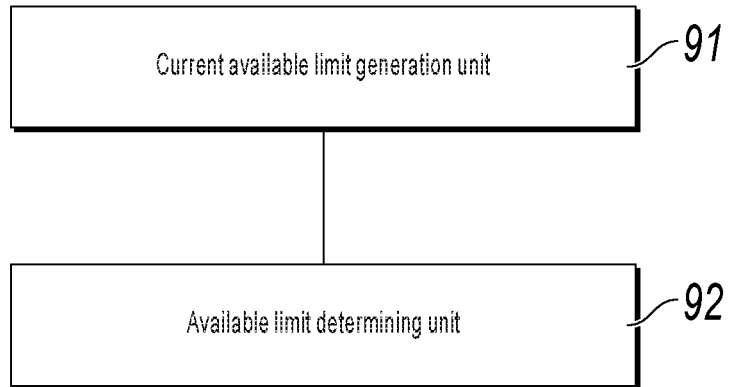 Current available limit generation unit
91
Available limit determining unit
92